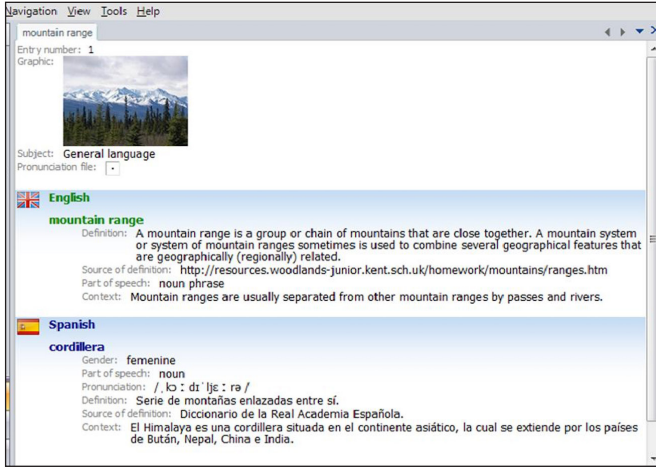 Navigation View Tools Help
mountain range
Entry number: 1
Graphic:
Subject: General language
Pronunciation file:
English
mountain range
Definition: A mountain range is a group or chain of mountains that are close together. A mountain system
or system of mountain ranges sometimes is used to combine several geographical features that
are geographically (regionally) related.
Source of definition: http://resources.woodlands-junior.kent.sch.uk/homework/mountains/ranges.htm
Part of speech: noun phrase
Context: Mountain ranges are usually separated from other mountain ranges by passes and rivers.
Spanish
cordillera
Gender: femenine
Part of speech: noun
Pronunciation: /ˌkɔːdɪˈljɛːrə/
Definition: Serie de montañas enlazadas entre sí.
Source of definition: Diccionario de la Real Academia Española.
Context: El Himalaya es una cordillera situada en el continente asiático, la cual se extiende por los países
de Bután, Nepal, China e India.